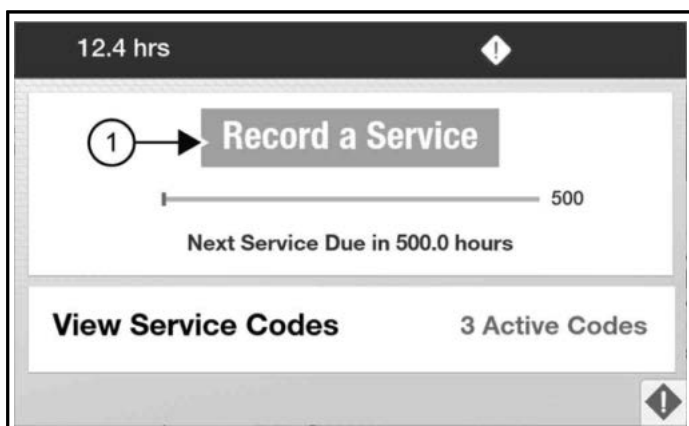 12.4 hrs
1
Record a Service
500
Next Service Due in 500.0 hours
View Service Codes
3 Active Codes